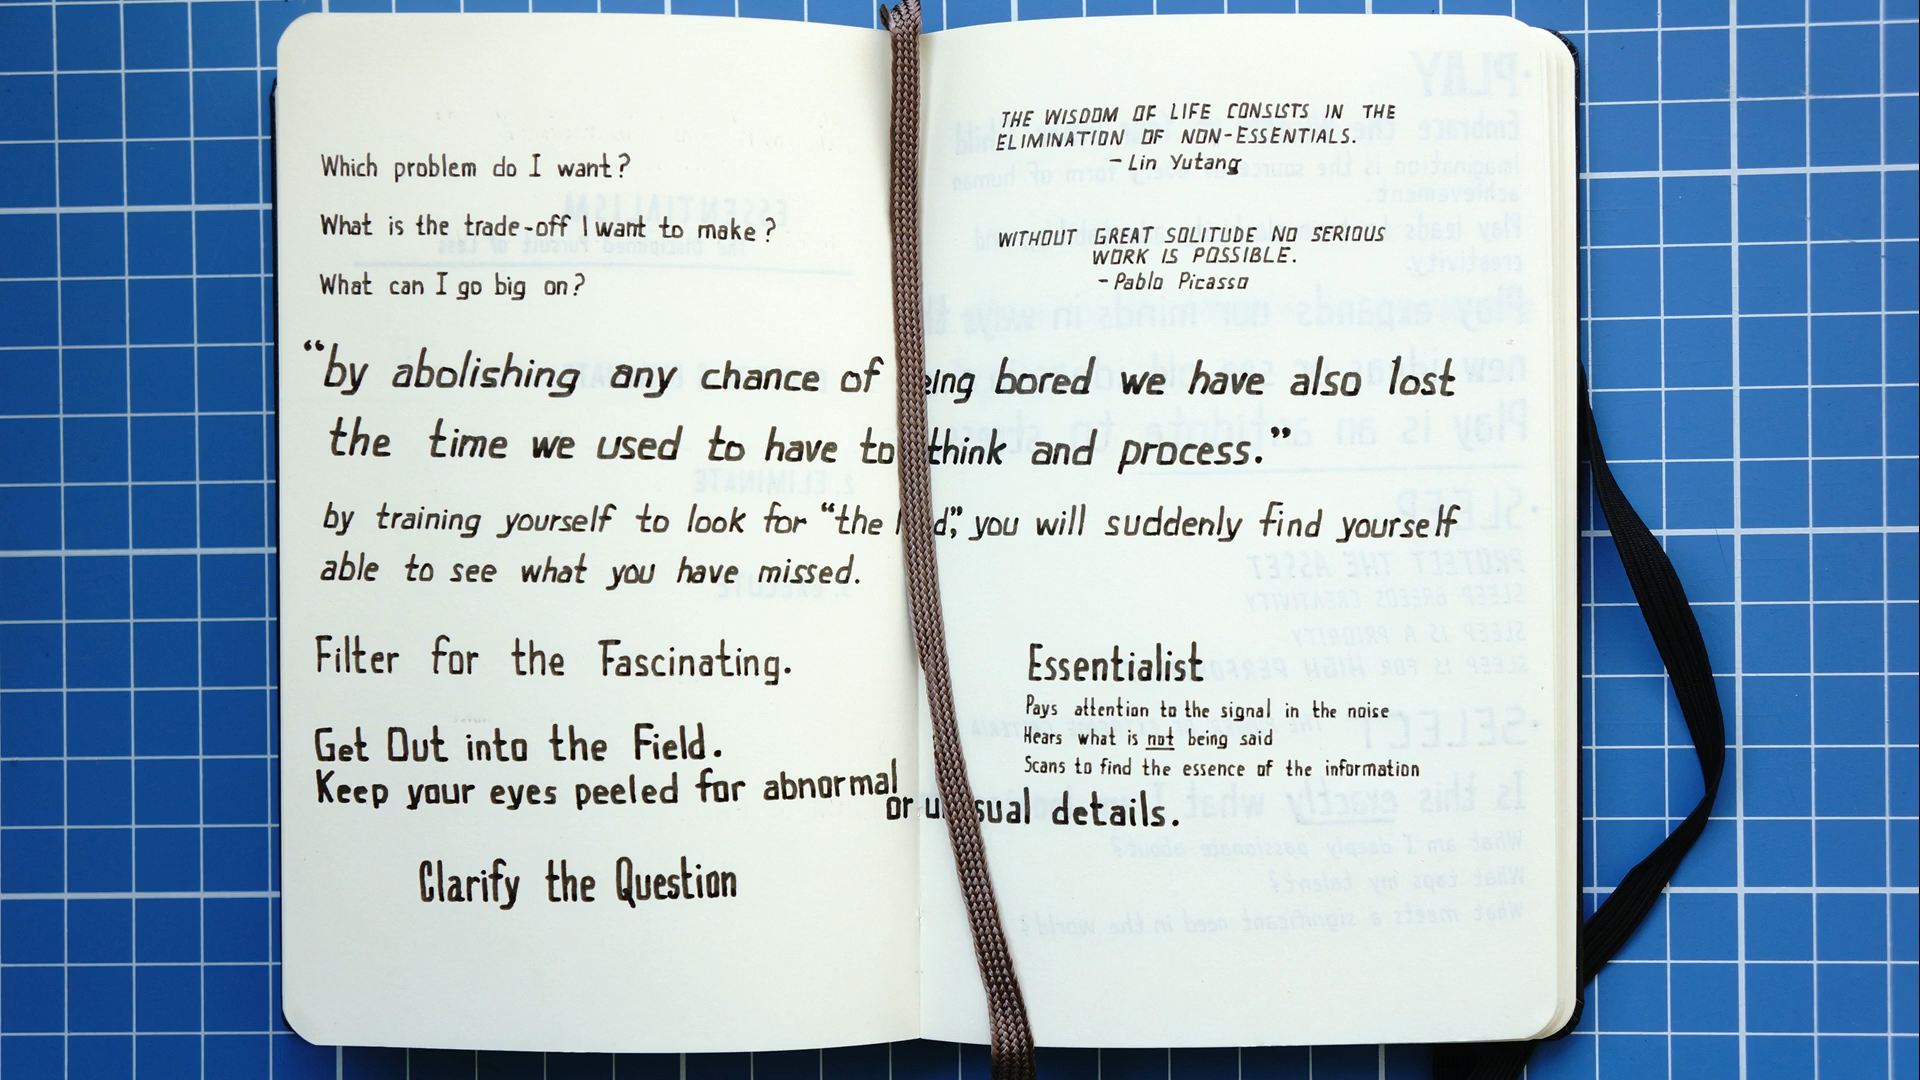 Which problem do I want?
What is the trade-off I want to make?
What can I go big on?
THE WISDOM OF LIFE CONSISTS IN THE
ELIMINATION OF NON-ESSENTIALS.
- Lin Yutang
WITHOUT GREAT SOLITUDE NO SERIOUS
WORK IS POSSIBLE.
- Pablo Picasso
“by abolishing any chance of eing bored we have also lost
the time we used to have to think and process.”
by training yourself to look for “the l d”, you will suddenly find yourself
able to see what you have missed.
Filter for the Fascinating.
Get Out into the Field.
Keep your eyes peeled for abnormal
or u sual details.
Clarify the Question
Essentialist
Pays attention to the signal in the noise
Hears what is not being said
Scans to find the essence of the information